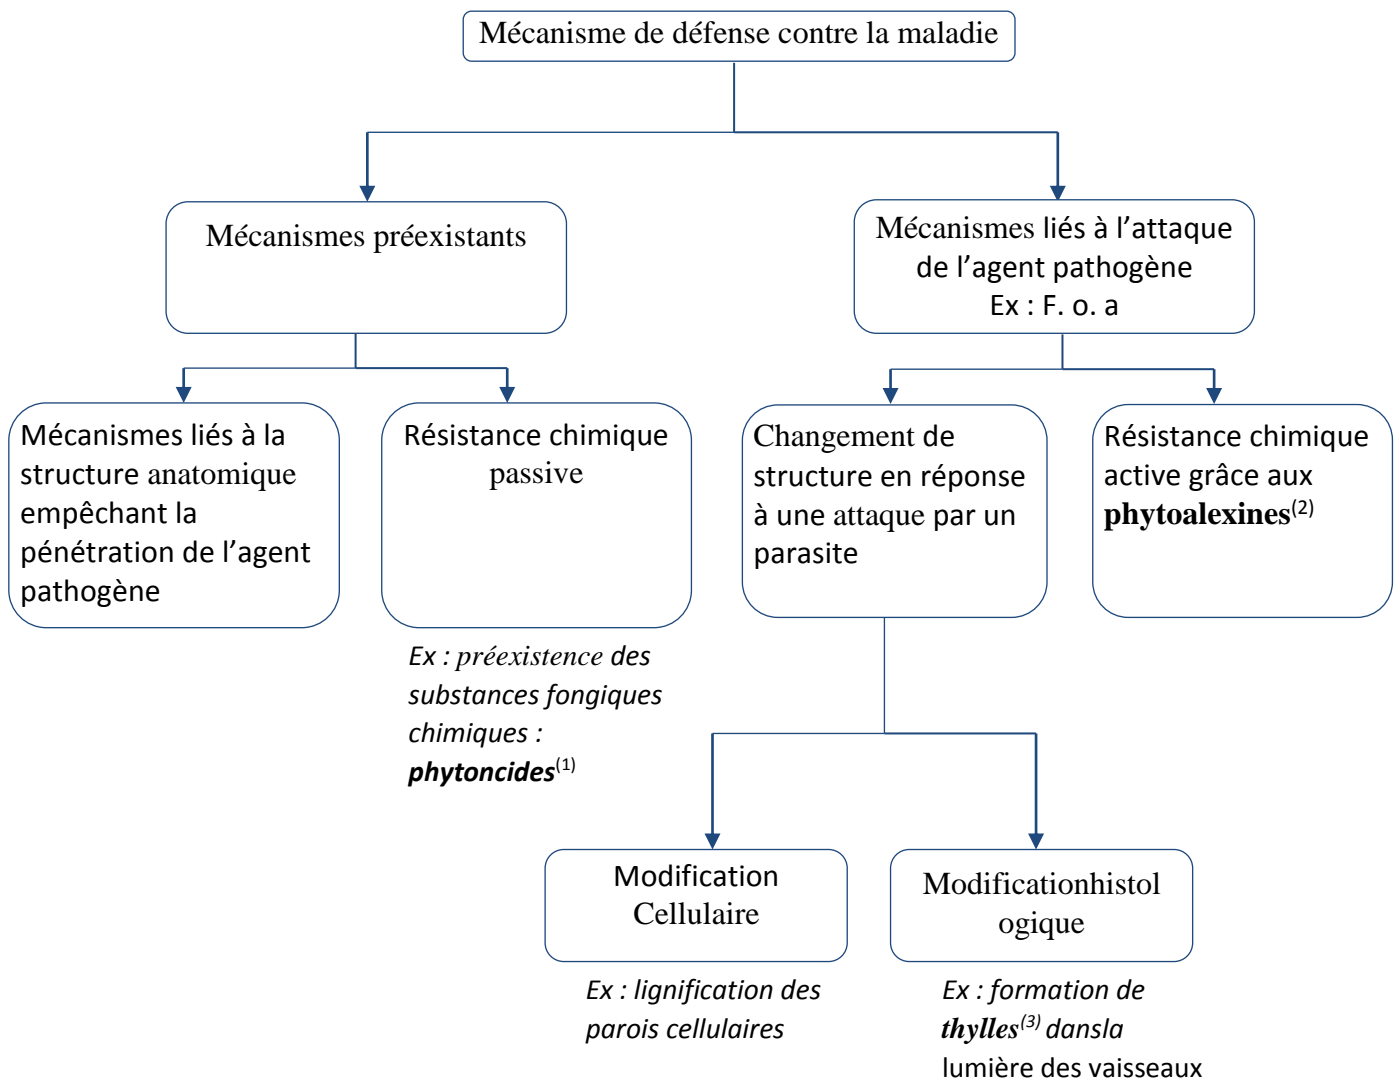 Mécanisme de défense contre la maladie
Mécanismes préexistants
Mécanismes liés à l’attaque
de l’agent pathogène
Ex : F. o. a
Mécanismes liés à la
structure anatomique
empêchant la
pénétration de l’agent
pathogène
Résistance chimique
passive
Changement de
structure en réponse
à une attaque par un
parasite
Résistance chimique
active grâce aux
phytoalexines(2)
Ex : préexistence des
substances fongiques
chimiques :
phytoncides(1)
Modification
Cellulaire
Modificationhistol
ogique
Ex : lignification des
parois cellulaires
Ex : formation de
thylles(3) dansla
lumière des vaisseaux